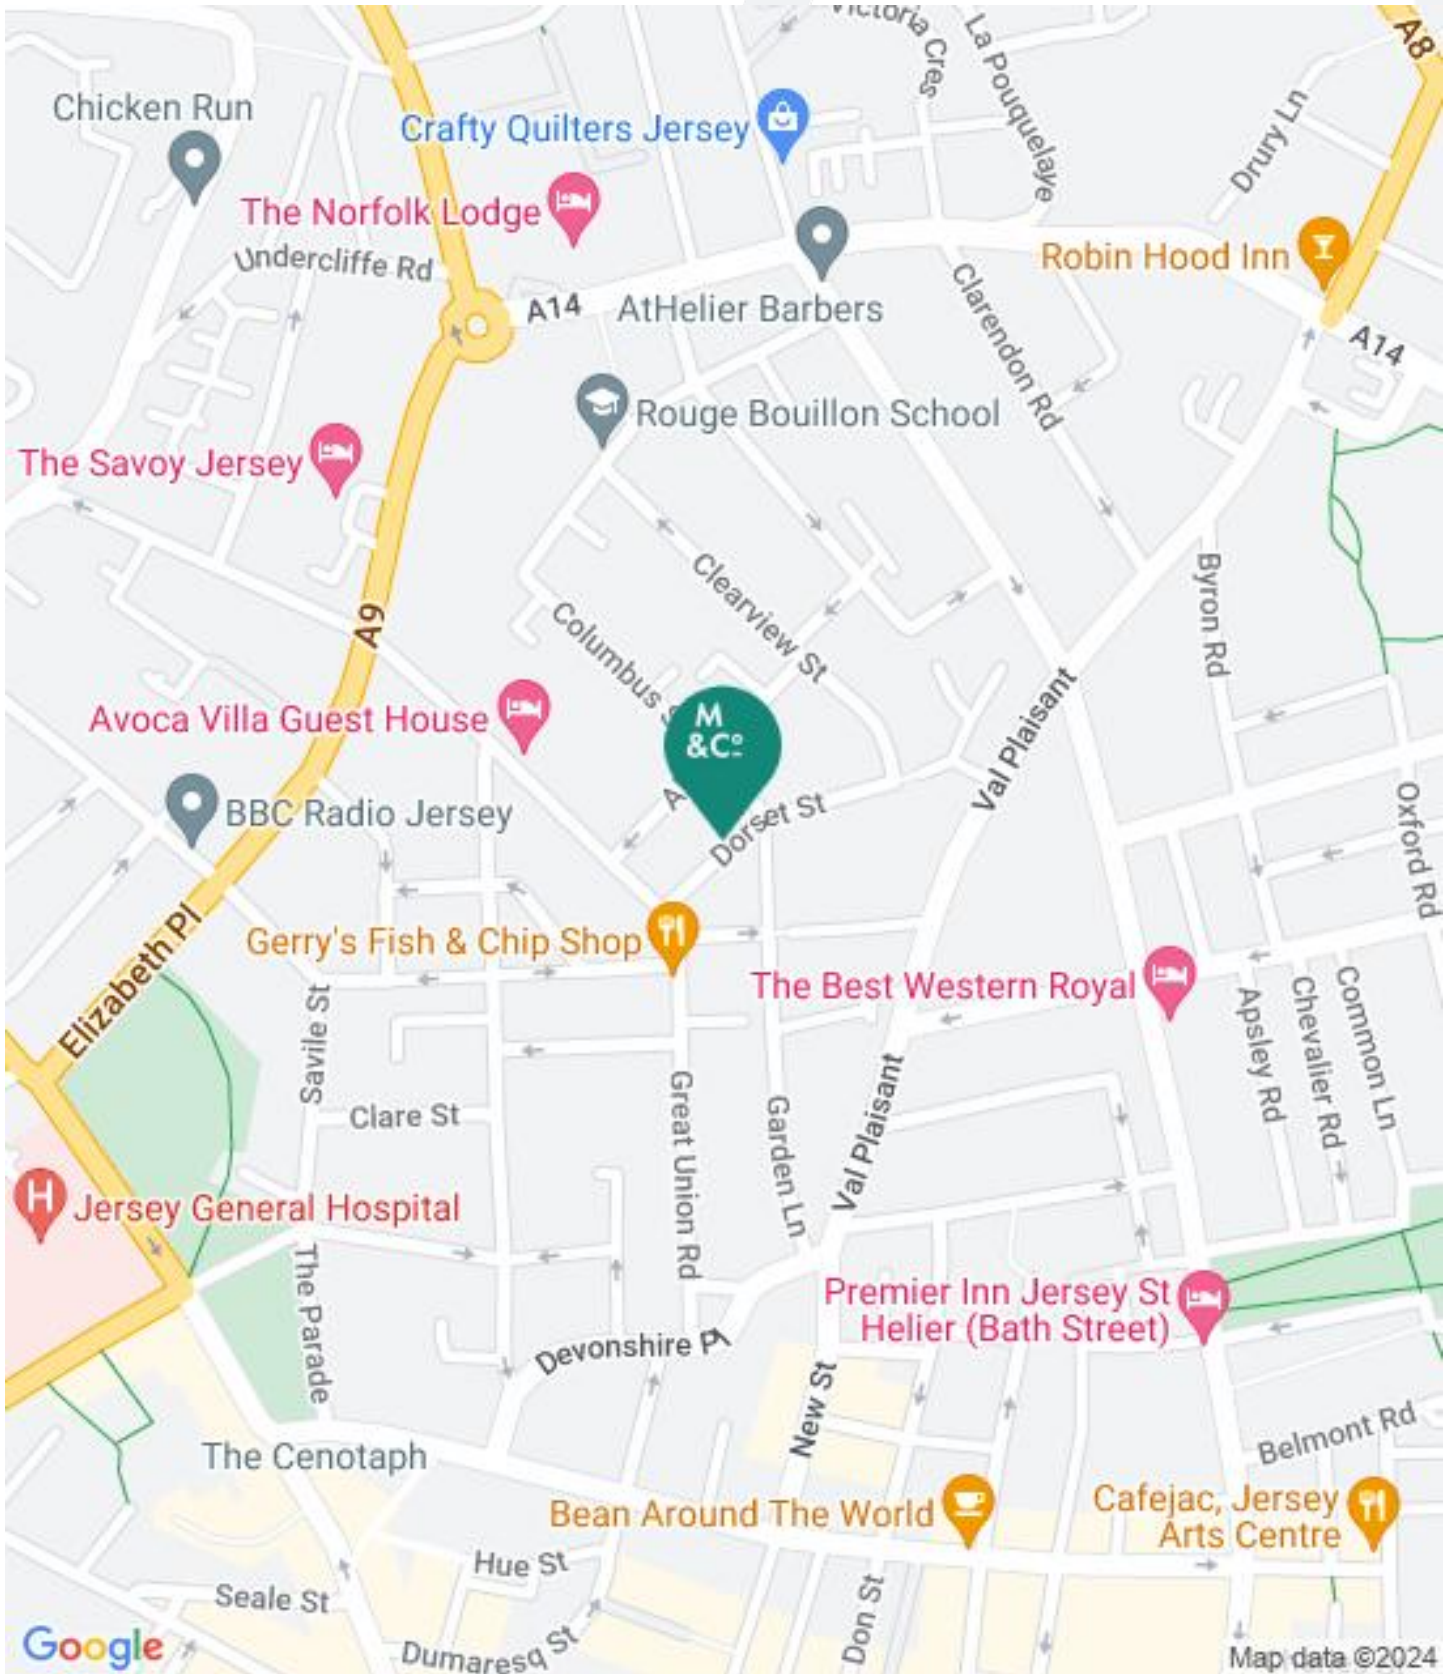 Victoria Cres
La Pouquelaye
A8
Chicken Run
Crafty Quilters Jersey
Drury Ln
The Norfolk Lodge
Undercliffe Rd
Robin Hood Inn
A14
AtHelier Barbers
Clarendon Rd
A14
Rouge Bouillon School
The Savoy Jersey
Clearview St
Byron Rd
A9
Columbus S
Avoca Villa Guest House
M
&Co
Val Plaisant
A
Dorset St
BBC Radio Jersey
Oxford Rd
Elizabeth Pl
Gerry's Fish & Chip Shop
The Best Western Royal
Saville St
Apsley Rd
Chevalier Rd
Common Ln
Clare St
Great Union Rd
Garden Ln
Val Plaisant
H
Jersey General Hospital
The Parade
Premier Inn Jersey St
Helier (Bath Street)
Devonshire Pl
New St
Belmont Rd
The Cenotaph
Bean Around The World
Cafejac, Jersey
Arts Centre
Hue St
Seale St
Don St
Dumaresq St
Google
Map data ©2024